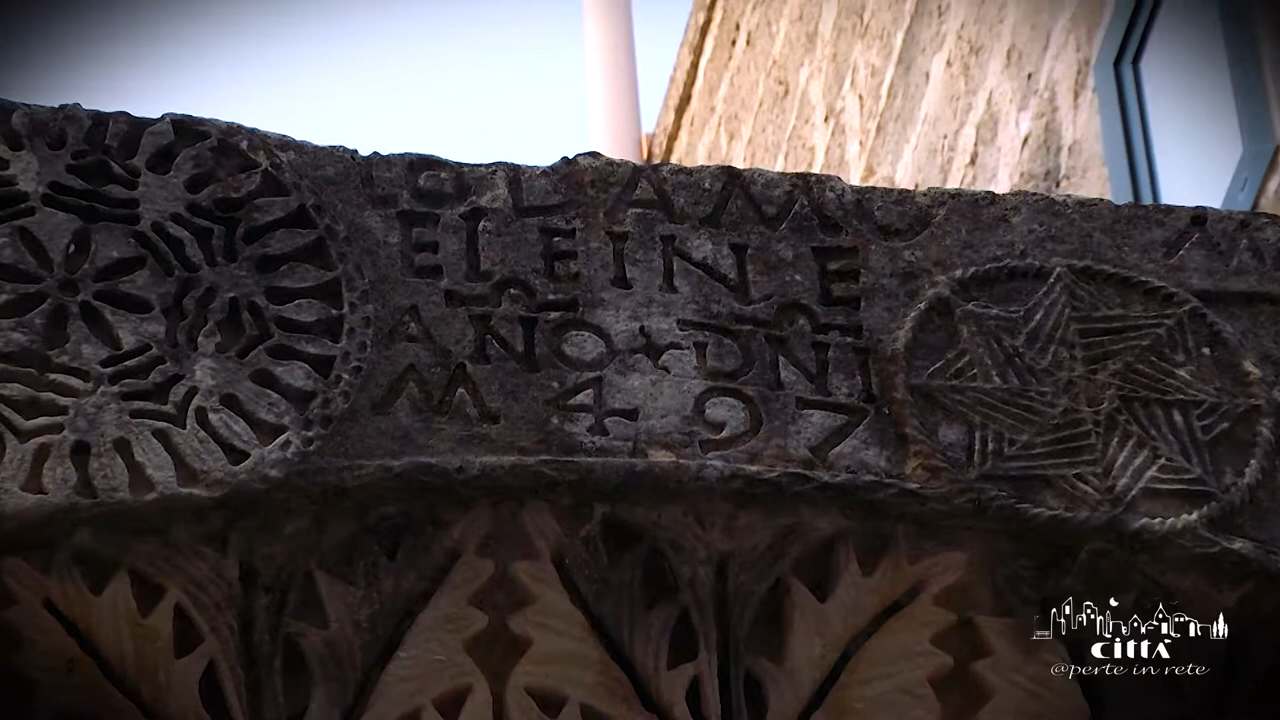 ELEINE
ANO + DNI
M 497
CITTÀ
@perte in rete